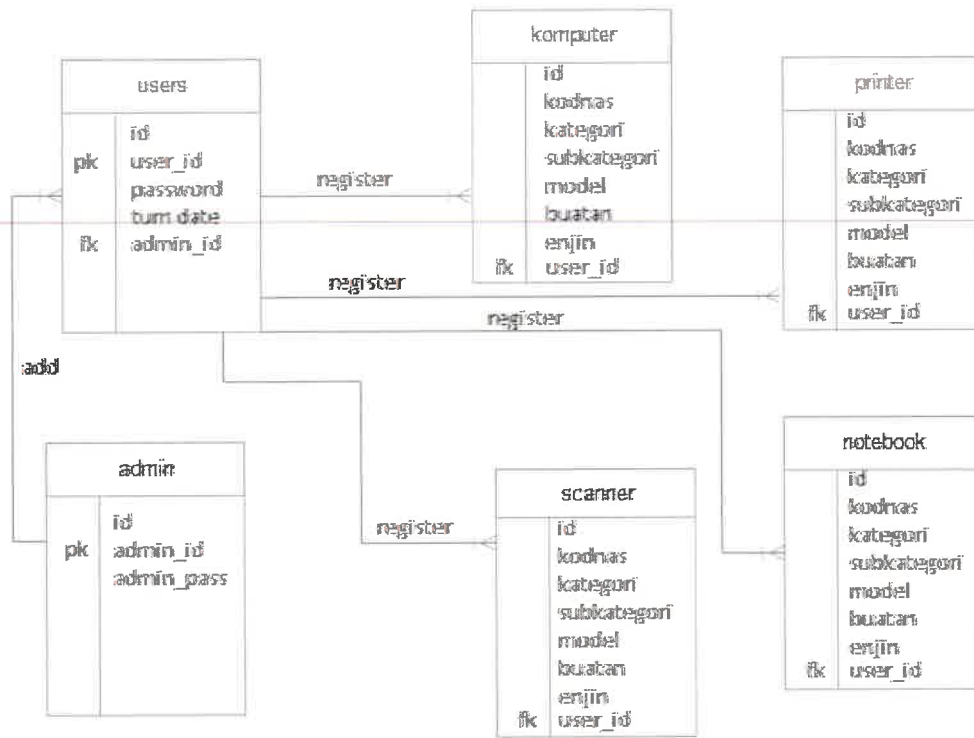 users
id
pk user_id
password
turn date
fk admin_id
komputer
id
kodnas
kategori
subkategori
model
buatan
enjin
fk user_id
printer
id
kodnas
kategori
subkategori
model
buatan
enjin
fk user_id
register
register
register
add
admin
id
pk admin_id
admin_pass
register
scanner
id
kodnas
kategori
subkategori
model
buatan
enjin
fk user_id
notebook
id
kodnas
kategori
subkategori
model
buatan
enjin
fk user_id